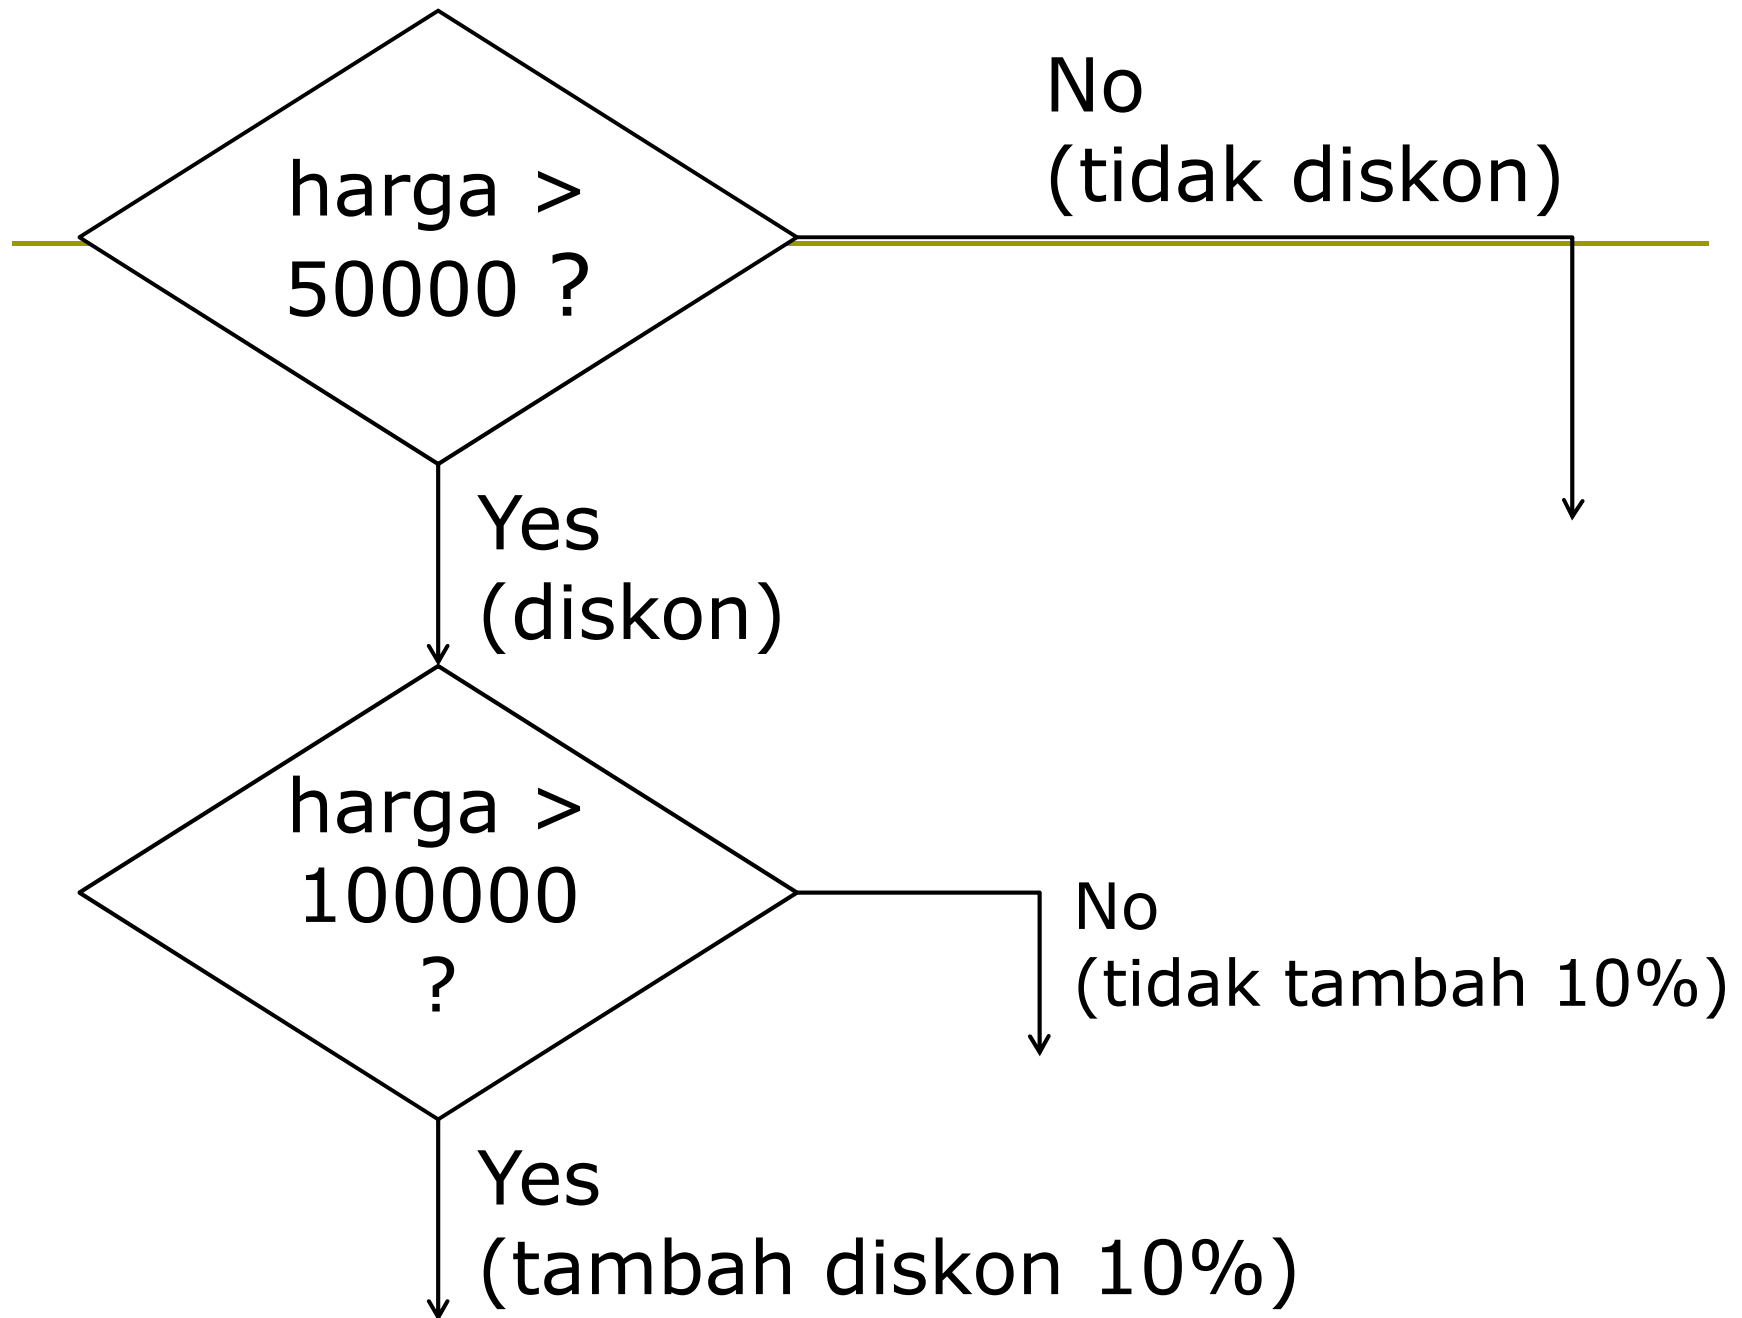 harga >
50000 ?
No
(tidak diskon)
Yes
(diskon)
harga >
100000
?
No
(tidak tambah 10%)
Yes
(tambah diskon 10%)